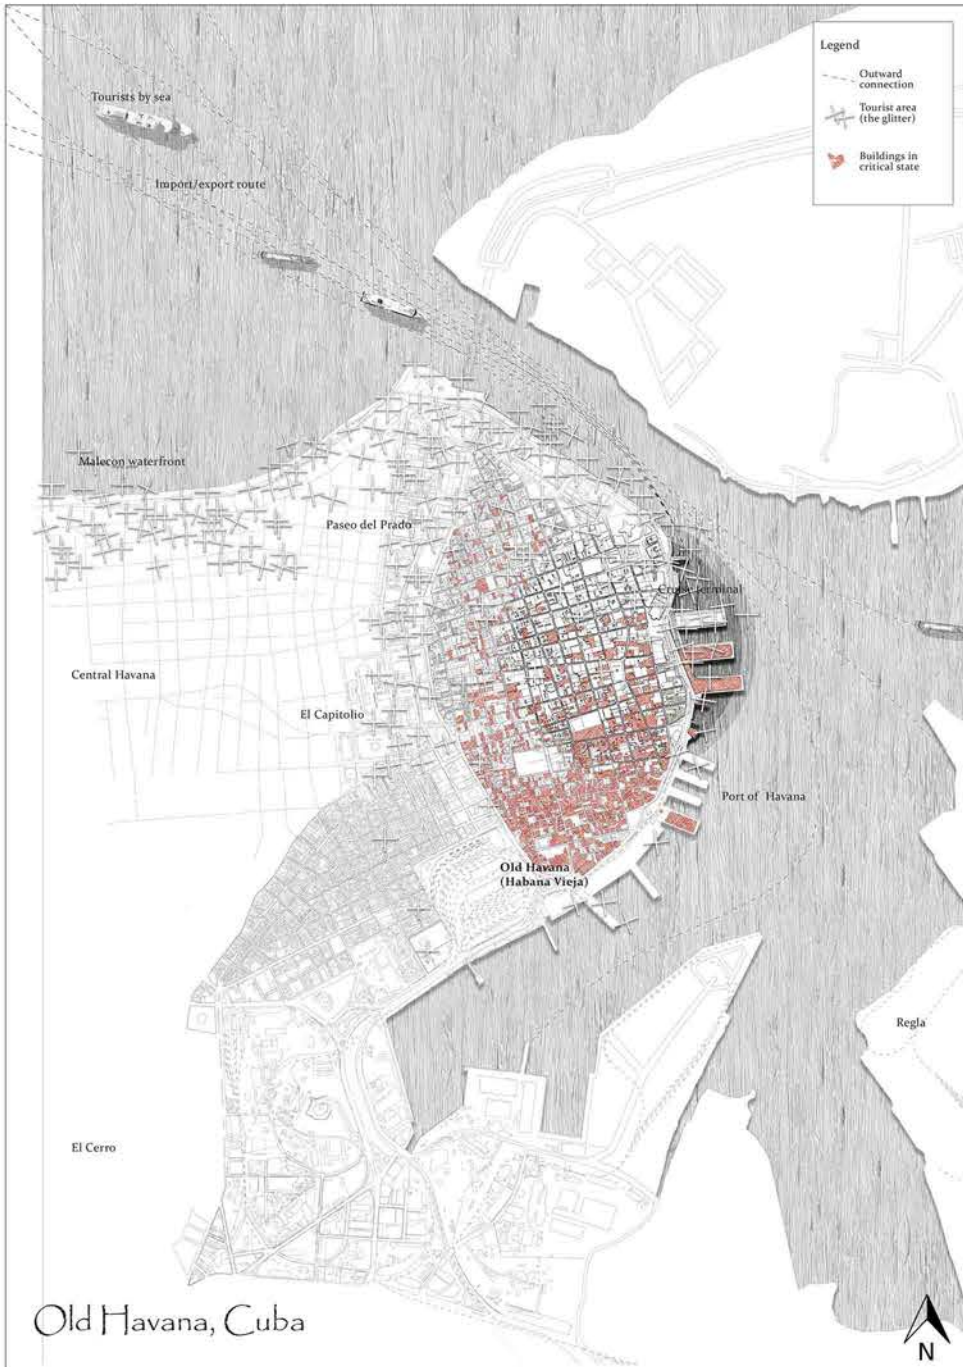 Legend
Outward
connection
Tourist area
(the glitter)
Buildings in
critical state
Tourists by sea
Import/export route
Malecon waterfront
Paseo del Prado
Cruise terminal
Central Havana
El Capitolio
Port of Havana
Old Havana
(Habana Vieja)
Regla
El Cerro
Old Havana, Cuba
N